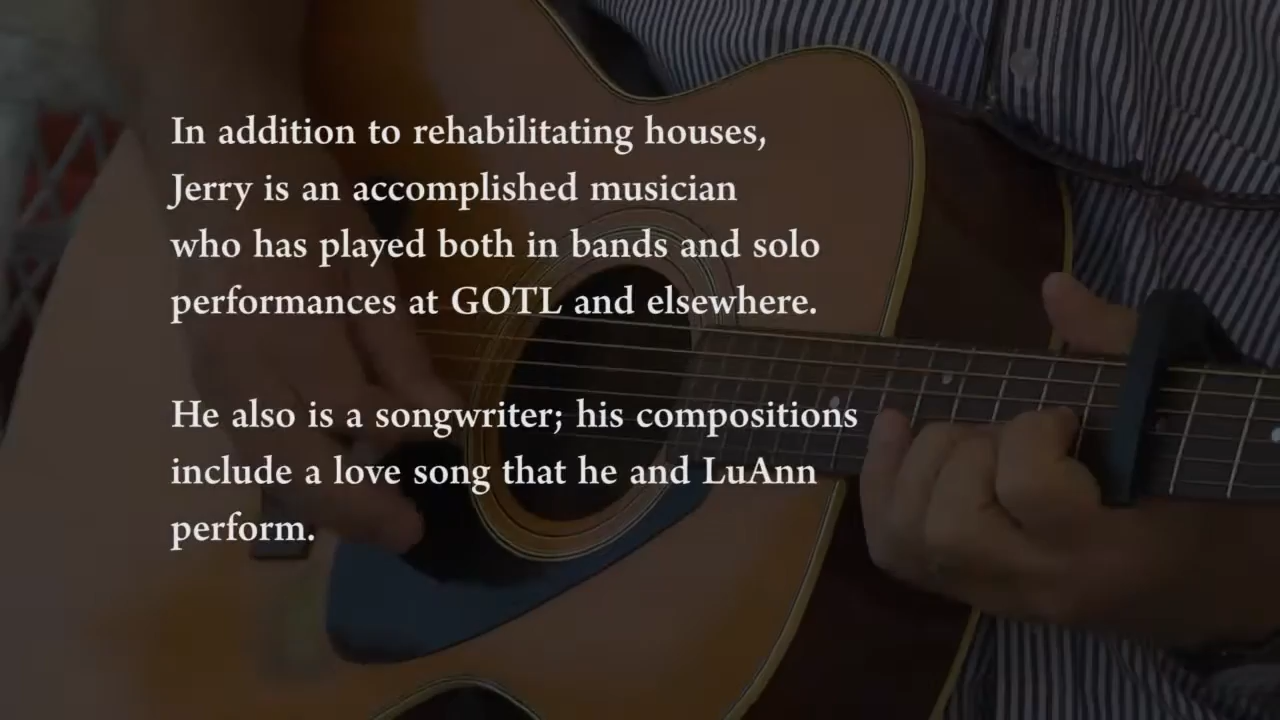 In addition to rehabilitating houses,
Jerry is an accomplished musician
who has played both in bands and solo
performances at GOTL and elsewhere.
He also is a songwriter; his compositions
include a love song that he and LuAnn
perform.